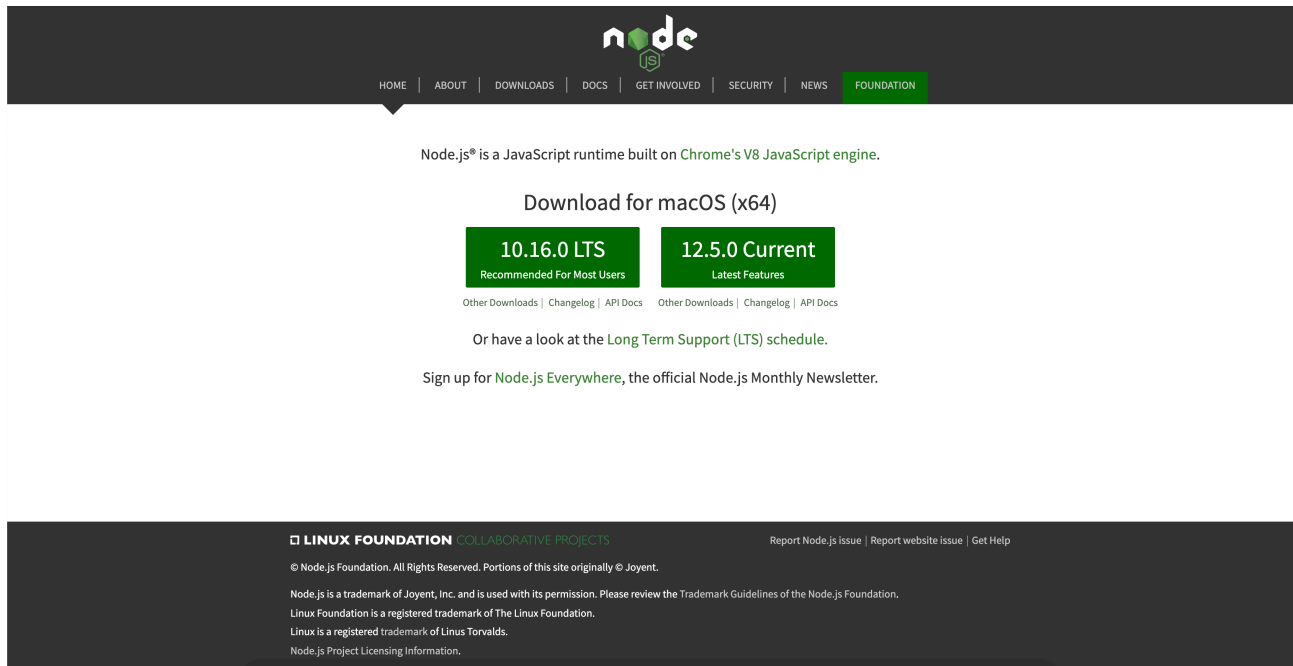 node
JS
HOME | ABOUT | DOWNLOADS | DOCS | GET INVOLVED | SECURITY | NEWS FOUNDATION
Node.js® is a JavaScript runtime built on Chrome's V8 JavaScript engine.
Download for macOS (x64)
10.16.0 LTS
Recommended For Most Users
12.5.0 Current
Latest Features
Other Downloads | Changelog | API Docs
Other Downloads | Changelog | API Docs
Or have a look at the Long Term Support (LTS) schedule.
Sign up for Node.js Everywhere, the official Node.js Monthly Newsletter.
LINUX FOUNDATION COLLABORATIVE PROJECTS
Report Node.js issue | Report website issue | Get Help
© Node.js Foundation. All Rights Reserved. Portions of this site originally © Joyent.
Node.js is a trademark of Joyent, Inc. and is used with its permission. Please review the Trademark Guidelines of the Node.js Foundation.
Linux Foundation is a registered trademark of The Linux Foundation.
Linux is a registered trademark of Linus Torvalds.
Node.js Project Licensing Information.